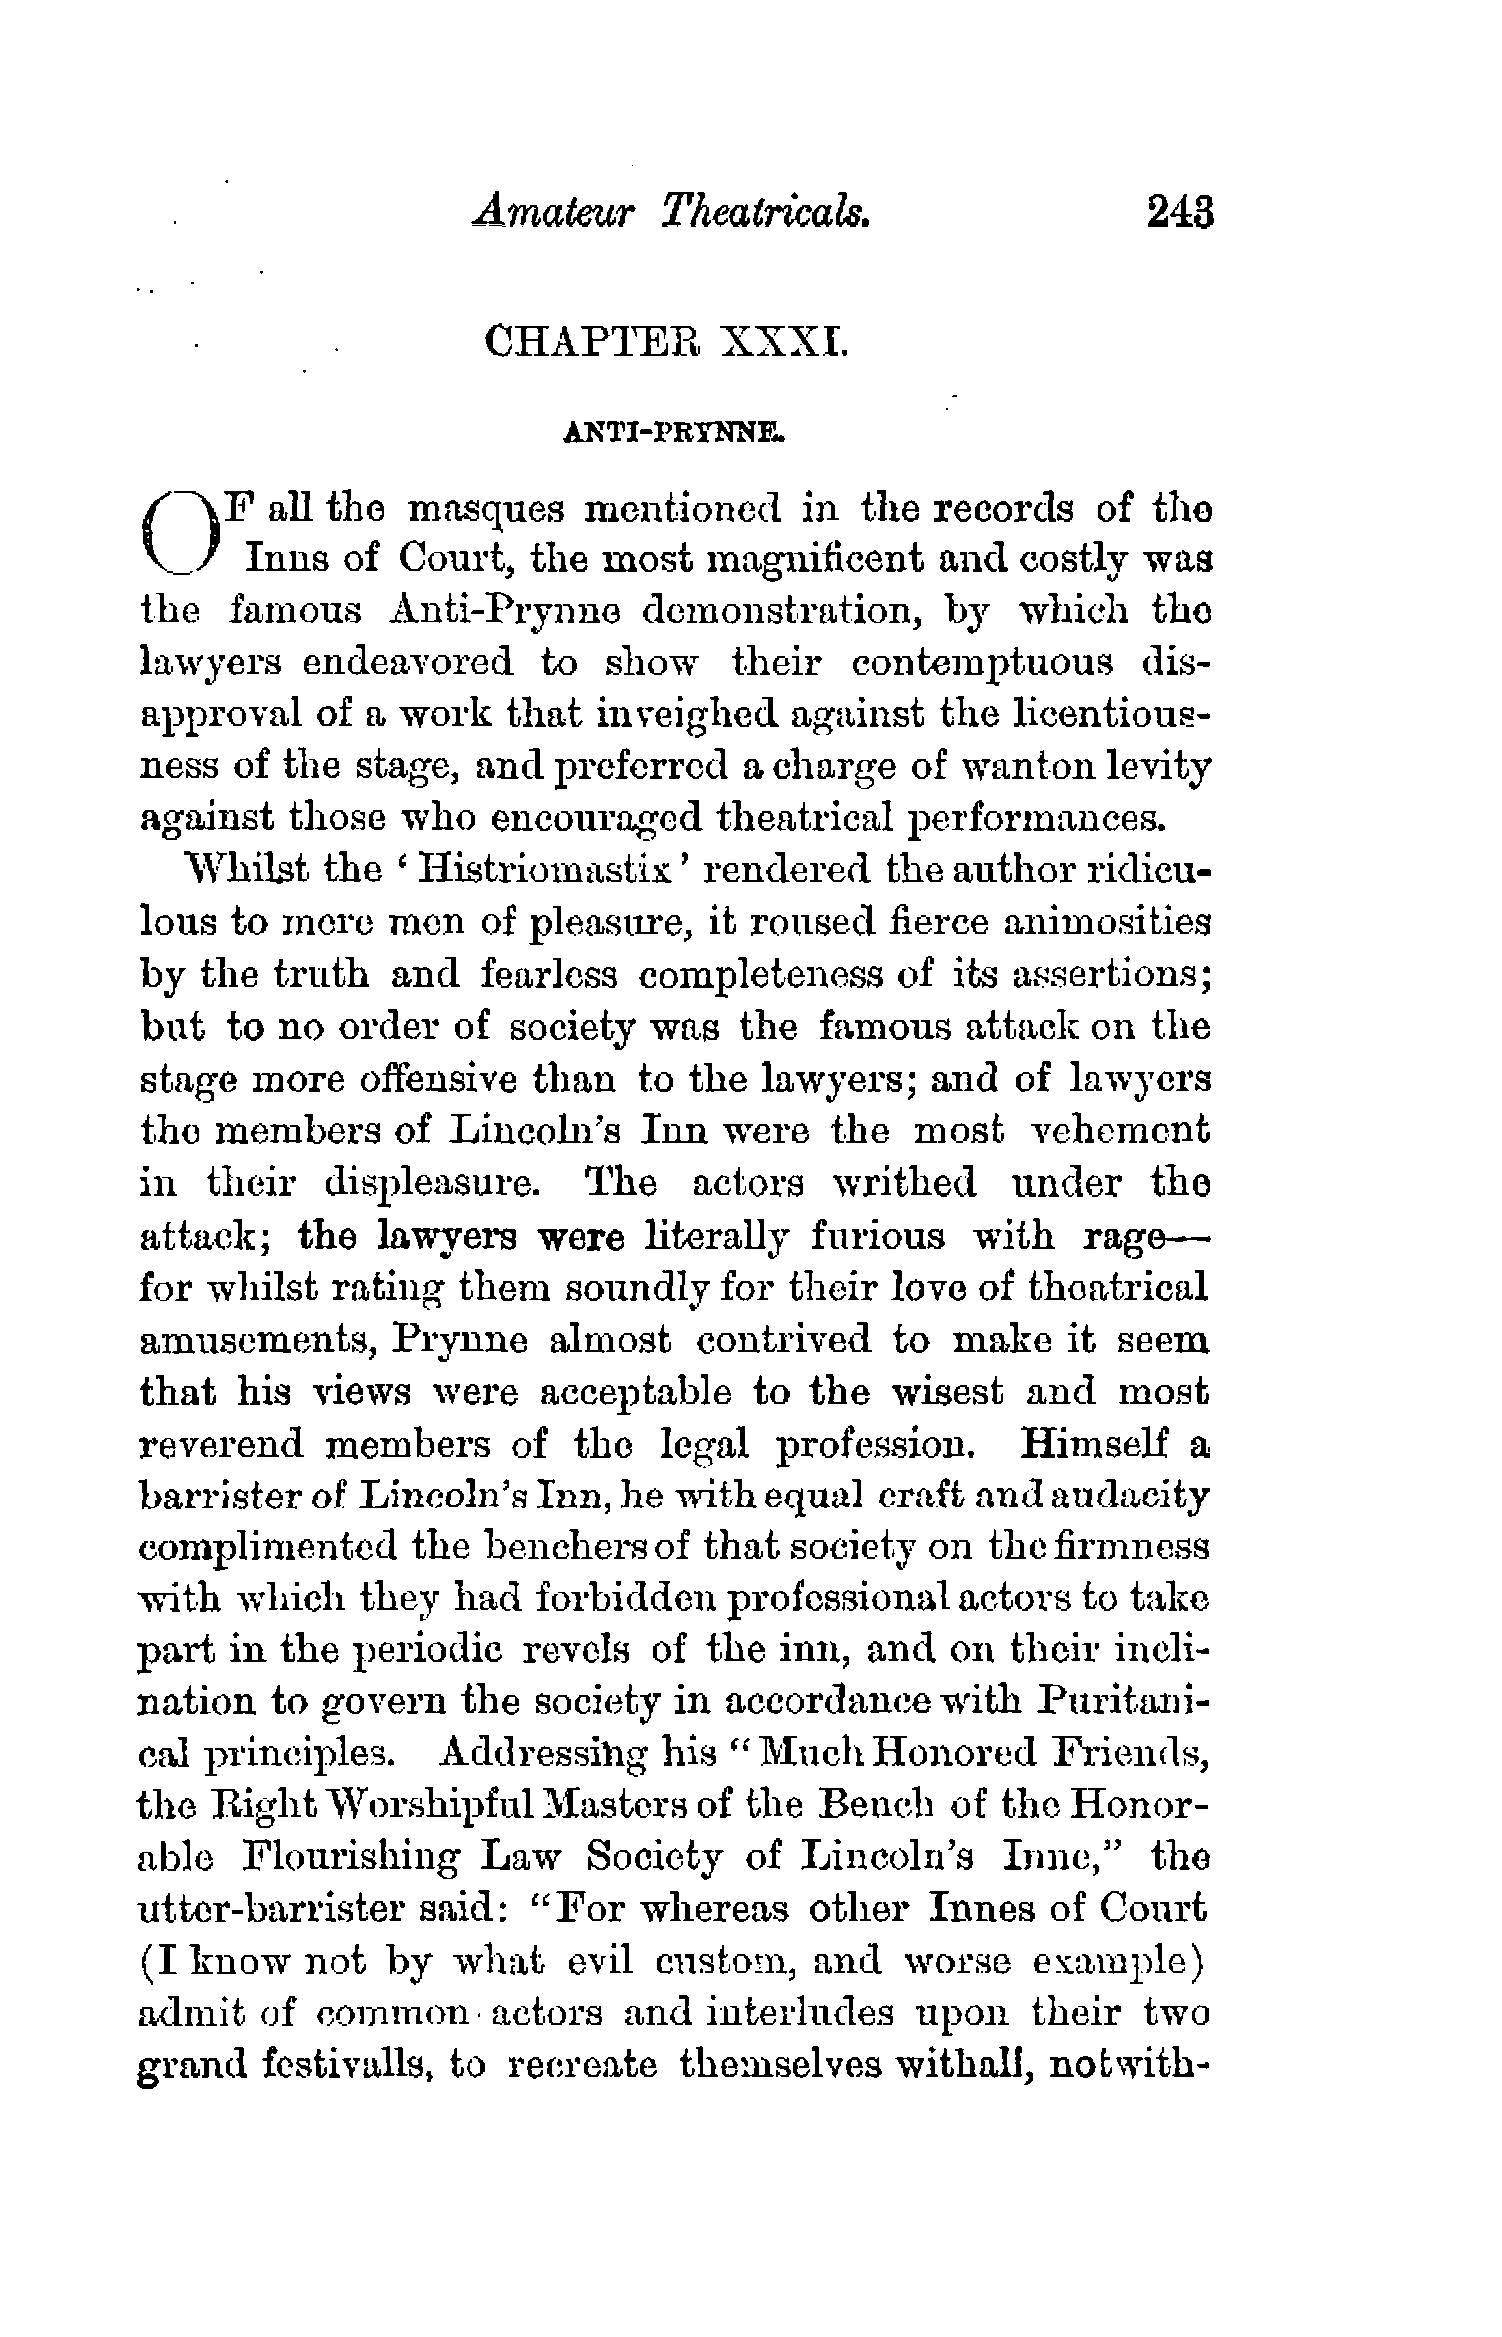 Amateur Theatricals. 243
CHAPTER XXXI.
ANTI-PRYNNE.
OF all the masques mentioned in the records of the
Inns of Court, the most magnificent and costly was
the famous Anti-Prynne demonstration, by which the
lawyers endeavored to show their contemptuous dis-
approval of a work that inveighed against the licentious-
ness of the stage, and preferred a charge of wanton levity
against those who encouraged theatrical performances.
Whilst the ‘ Histriomastix ’ rendered the author ridicu-
lous to mere men of pleasure, it roused fierce animosities
by the truth and fearless completeness of its assertions;
but to no order of society was the famous attack on the
stage more offensive than to the lawyers; and of lawyers
the members of Lincoln's Inn were the most vehement
in their displeasure. The actors writhed under the
attack; the lawyers were literally furious with rage—
for whilst rating them soundly for their love of theatrical
amusements, Prynne almost contrived to make it seem
that his views were acceptable to the wisest and most
reverend members of the legal profession. Himself a
barrister of Lincoln's Inn, he with equal craft and audacity
complimented the benchers of that society on the firmness
with which they had forbidden professional actors to take
part in the periodic revels of the inn, and on their incli-
nation to govern the society in accordance with Puritani-
cal principles. Addressing his “ Much Honored Friends,
the Right Worshipful Masters of the Bench of the Honor-
able Flourishing Law Society of Lincoln's Inne,” the
utter-barrister said: “For whereas other Innes of Court
(I know not by what evil custom, and worse example)
admit of common actors and interludes upon their two
grand festivalls, to recreate themselves withall, notwith-